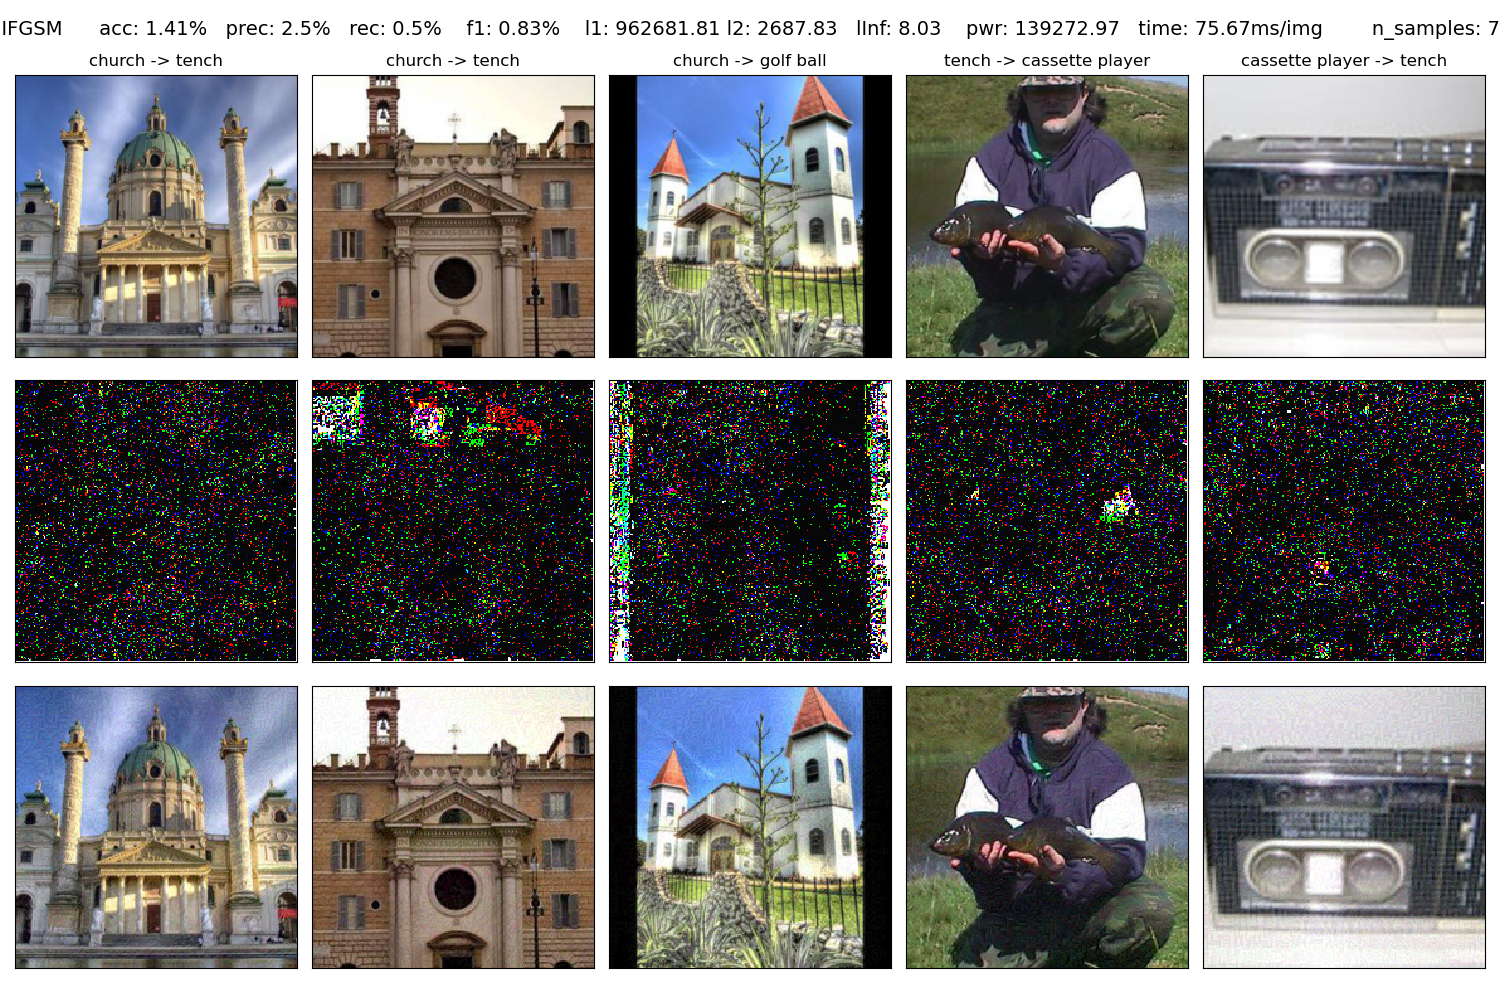 IFGSM acc: 1.41% prec: 2.5% rec: 0.5% f1: 0.83% l1: 962681.81 l2: 2687.83 lInf: 8.03 pwr: 139272.97 time: 75.67ms/img n_samples: 7
church -> tench
church -> tench
church -> golf ball
tench -> cassette player
cassette player -> tench